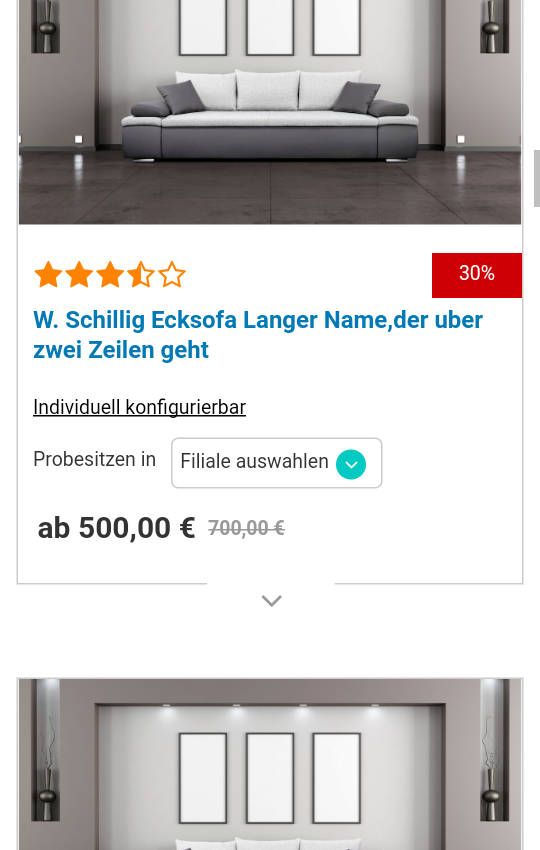 30%
W. Schillig Ecksofa Langer Name,der uber
zwei Zeilen geht
Individuell konfigurierbar
Probesitzen in
Filiale auswahlen
ab 500,00 € 700,00 €